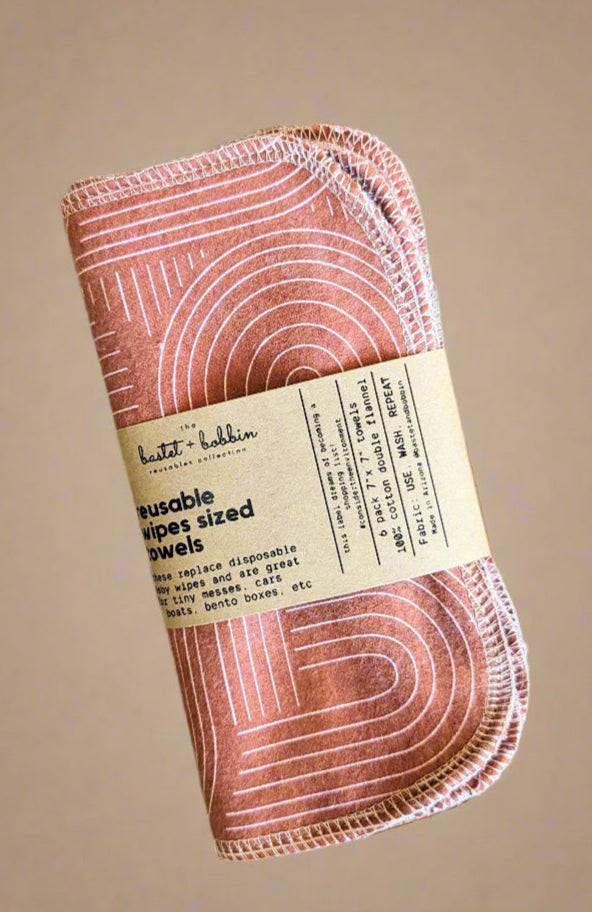 the
bastet + bobbin
reusables collection
reusable
wipes sized
towels
these replace disposable
baby wipes and are great
for tiny messes, cars
boats, bento boxes, etc
this label dreams of becoming a
shopping list!
#considertheenvironment
6 pack 7"x 7" towels
100% cotton double flannel
Fabric: USE. WASH. REPEAT
Made in Arizona @bastetandbobbin